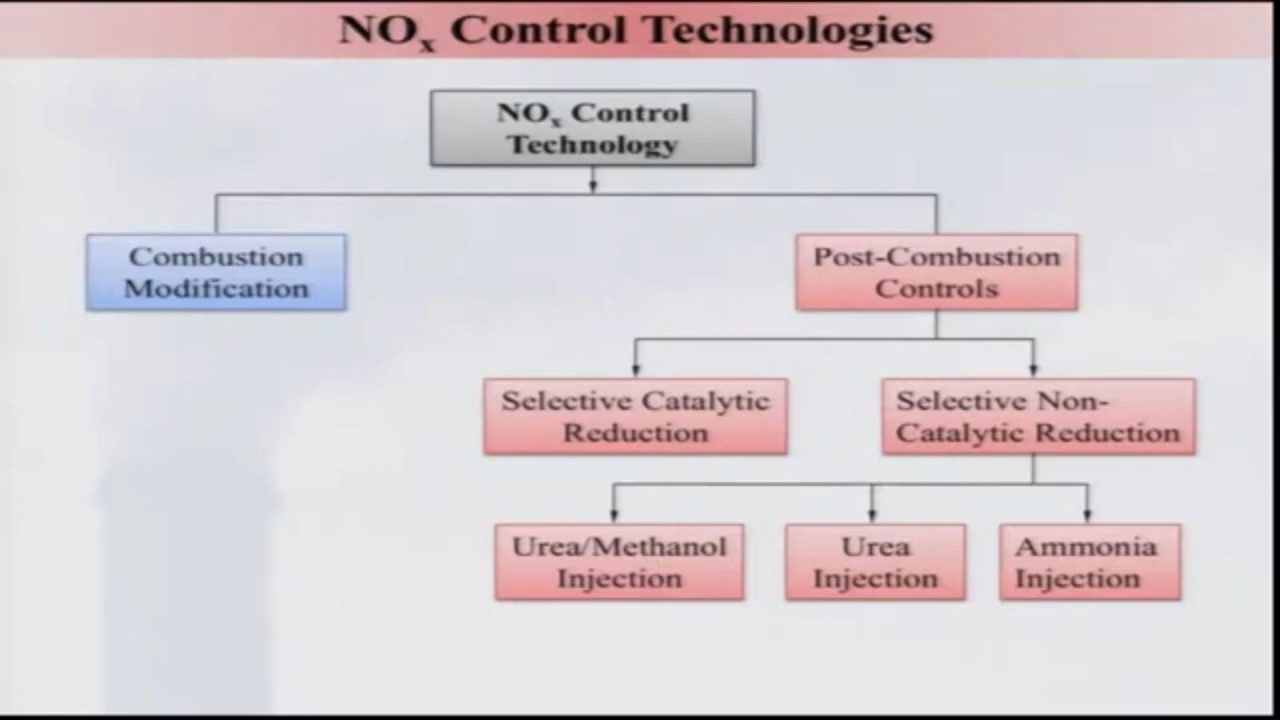 NOₓ Control Technologies
NOₓ Control
Technology
Combustion
Modification
Post-Combustion
Controls
Selective Catalytic
Reduction
Selective Non-
Catalytic Reduction
Urea/Methanol
Injection
Urea
Injection
Ammonia
Injection